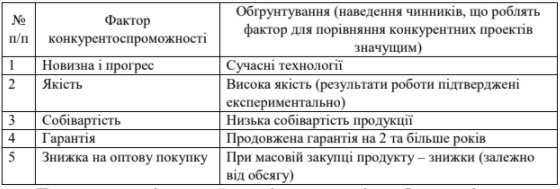 № п/п
Фактор конкурентоспроможності
Обґрунтування (наведення чинників, що роблять фактор для порівняння конкурентних проектів значущим)
1 Новизна і прогрес Сучасні технології
2 Якість Висока якість (результати роботи підтверджені експериментально)
3 Собівартість Низька собівартість продукції
4 Гарантія Продовжена гарантія на 2 та більше років
5 Знижка на оптову покупку При масовій закупці продукту – знижки (залежно від обсягу)